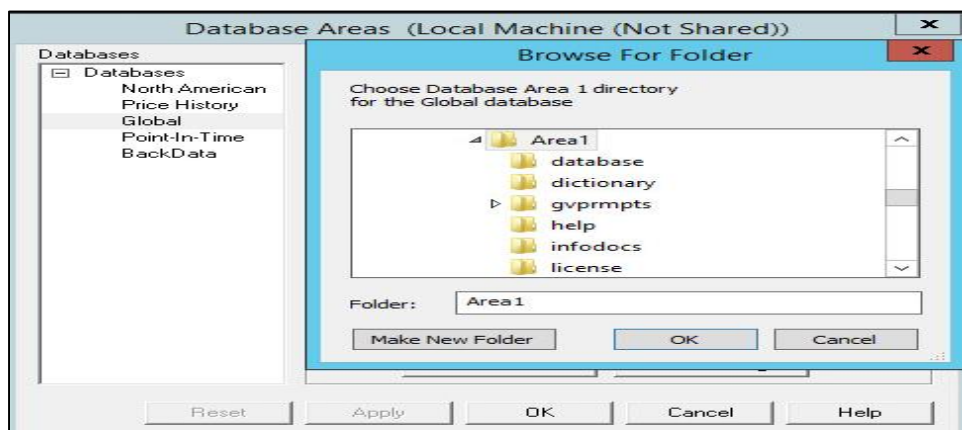 Database Areas (Local Machine (Not Shared))
Databases
Databases
North American
Price History
Global
Point-In-Time
BackData
Browse For Folder
Choose Database Area 1 directory
for the Global database
Area1
database
dictionary
gvprmpts
help
infodocs
license
Folder: Area1
Make New Folder OK Cancel
Reset Apply OK Cancel Help